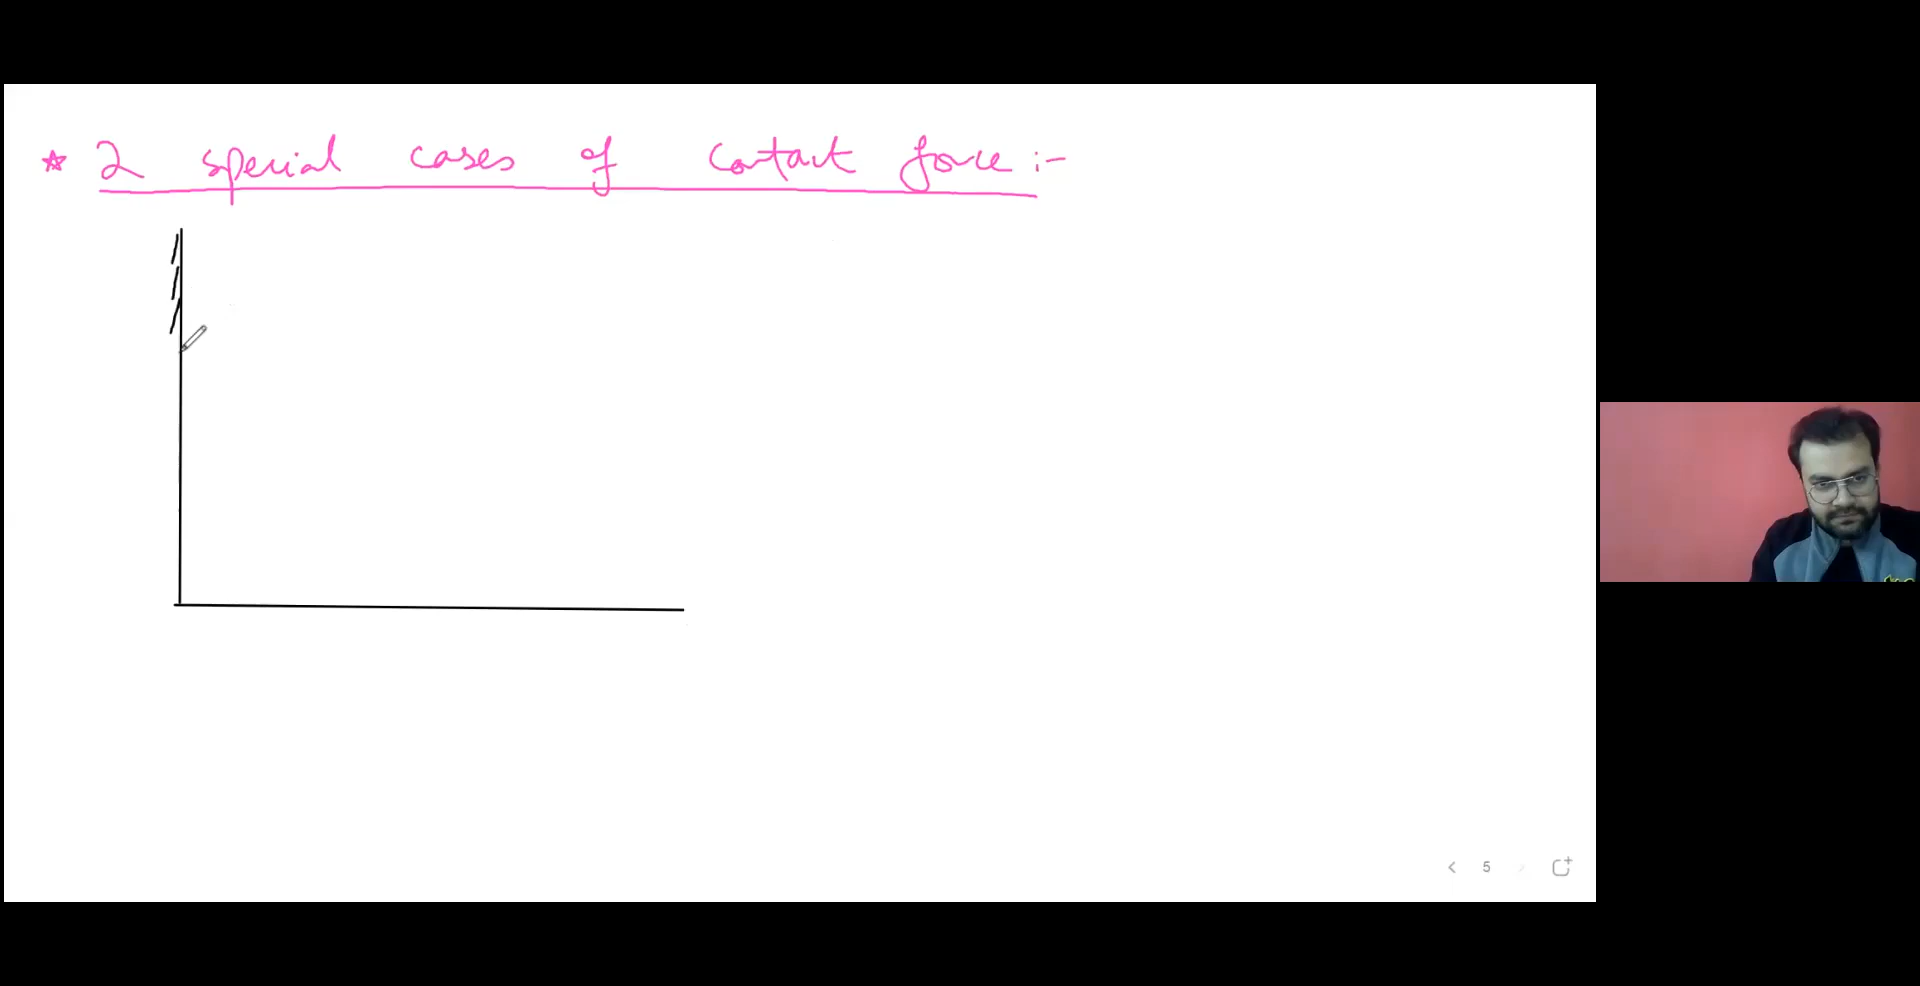 ☆ 2 special cases of contact force :-
5